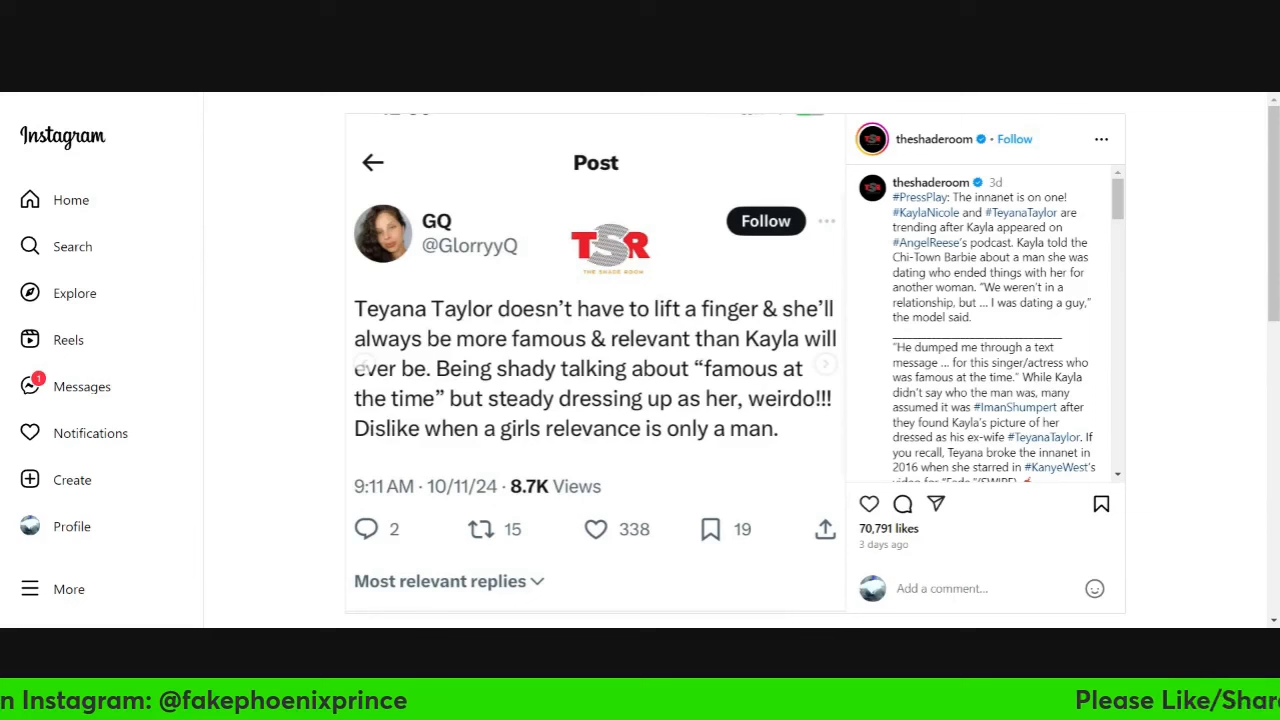 Instagram
Home
Search
Explore
Reels
1
Messages
Notifications
Create
Profile
More
Post
GQ
@GlorryyQ
TSR
THE SHADE ROOM
Follow
Teyana Taylor doesn’t have to lift a finger & she’ll
always be more famous & relevant than Kayla will
ever be. Being shady talking about “famous at
the time” but steady dressing up as her, weirdo!!!
Dislike when a girls relevance is only a man.
9:11 AM · 10/11/24 · 8.7K Views
2
15
338
19
Most relevant replies
theshaderoom • Follow
theshaderoom 3d
#PressPlay: The innanet is on one!
#KaylaNicole and #TeyanaTaylor are
trending after Kayla appeared on
#AngelReese's podcast. Kayla told the
Chi-Town Barbie about a man she was
dating who ended things with her for
another woman. "We weren't in a
relationship, but ... I was dating a guy,"
the model said.
"He dumped me through a text
message ... for this singer/actress who
was famous at the time." While Kayla
didn't say who the man was, many
assumed it was #ImanShumpert after
they found Kayla's picture of her
dressed as his ex-wife #TeyanaTaylor. If
you recall, Teyana broke the innanet in
2016 when she starred in #KanyeWest's
video for "Fade."(SWIPE)
70,791 likes
3 days ago
Add a comment...
n Instagram: @fakephoenixprince
Please Like/Share